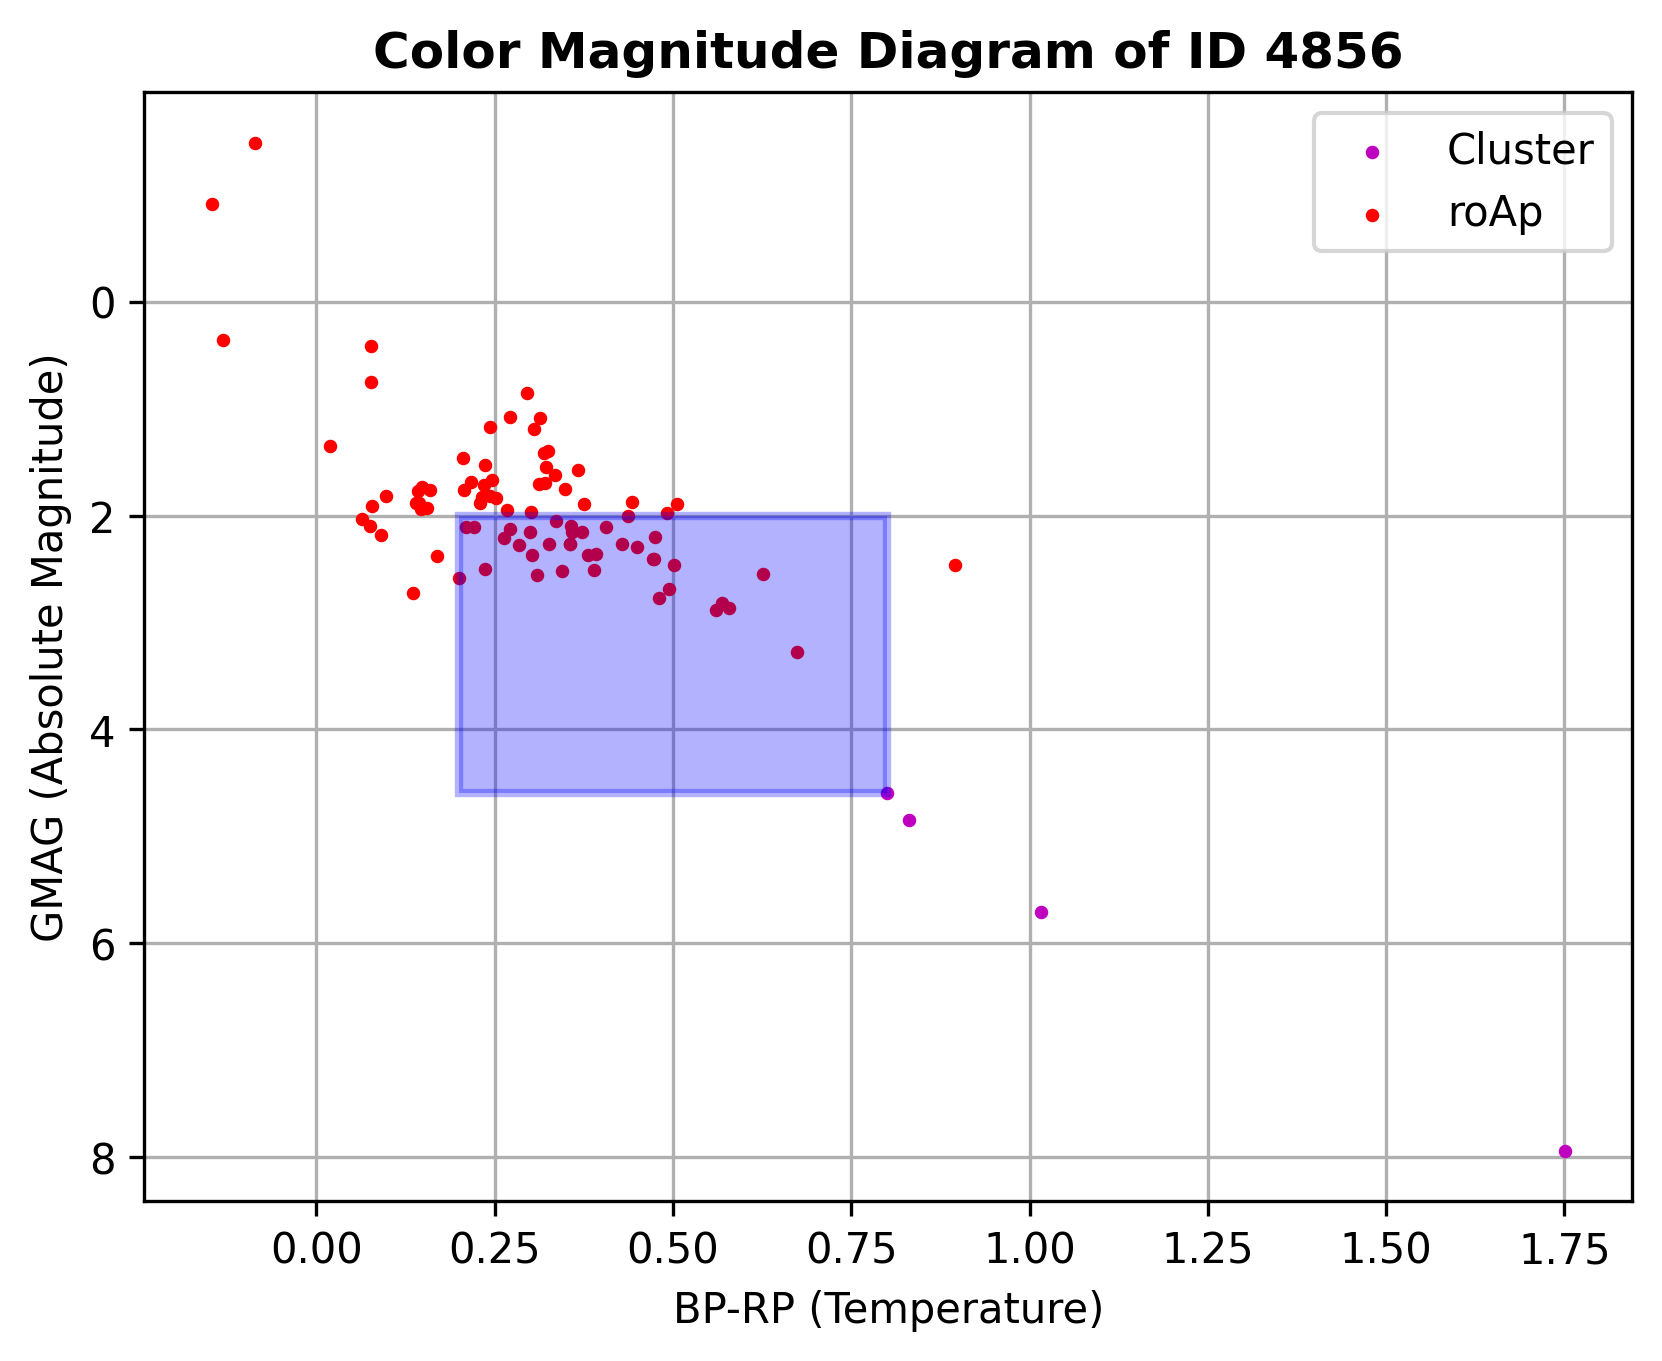 Color Magnitude Diagram of ID 4856
Cluster
roAp
GMAG (Absolute Magnitude)
0
2
4
6
8
0.00 0.25 0.50 0.75 1.00 1.25 1.50 1.75
BP-RP (Temperature)